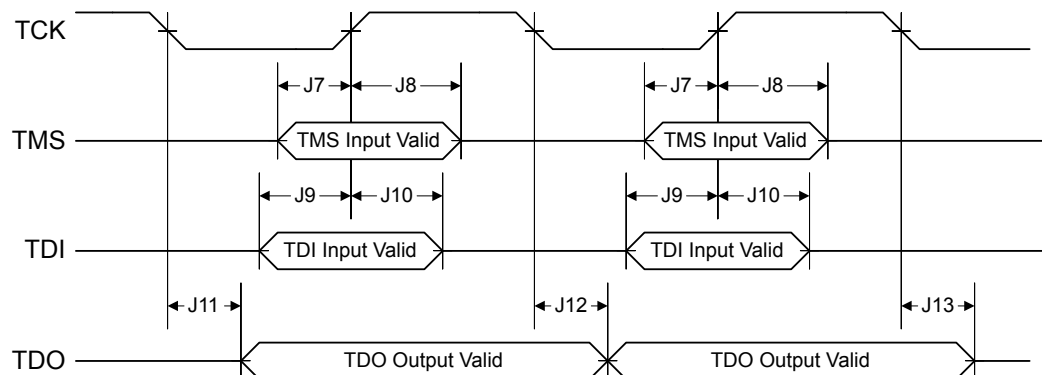 TCK
J7 J8 J7 J8
TMS TMS Input Valid TMS Input Valid
J9 J10 J9 J10
TDI TDI Input Valid TDI Input Valid
J11 J12 J13
TDO TDO Output Valid TDO Output Valid